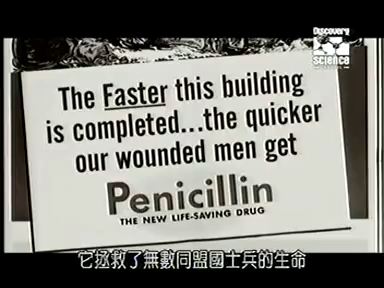 Discovery
science
The Faster this building
is completed...the quicker
our wounded men get
Penicillin
THE NEW LIFE-SAVING DRUG
它拯救了無數同盟國士兵的生命